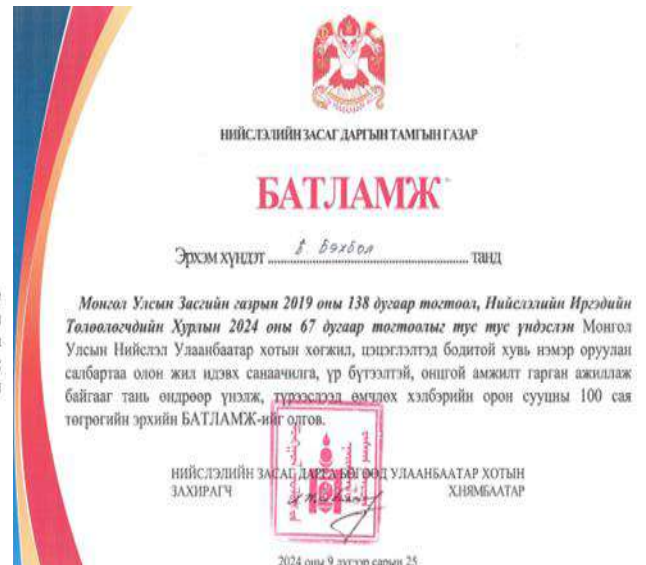 НИЙСЛЭЛИЙН ЗАСАГ ДАРГЫН ТАМГЫН ГАЗАР
БАТЛАМЖ
Эрхэм хүндэт Б. Бэхбол танд
Монгол Улсын Засгийн газрын 2019 оны 138 дугаар тогтоол, Нийслэлийн Иргэдийн
Төлөөлөгчдийн Хурлын 2024 оны 67 дугаар тогтоолыг тус тус үндэслэн Монгол
Улсын Нийслэл Улаанбаатар хотын хөгжил, цэцэглэлтэд бодитой хувь нэмэр оруулан
салбартаа олон жил идэвх санаачилга, үр бүтээлтэй, онцгой амжилт гарган ажиллаж
байгааг тань өндрөөр үнэлж, түрээслээд өмчлөх хэлбэрийн орон сууцны 100 сая
төгрөгийн эрхийн БАТЛАМЖ-ийг олгов.
НИЙСЛЭЛИЙН ЗАСАГ ДАРГА БӨГӨӨД УЛААНБААТАР ХОТЫН
ЗАХИРАГЧ Х.НЯМБААТАР
2024 оны 9 дүгээр сарын 25